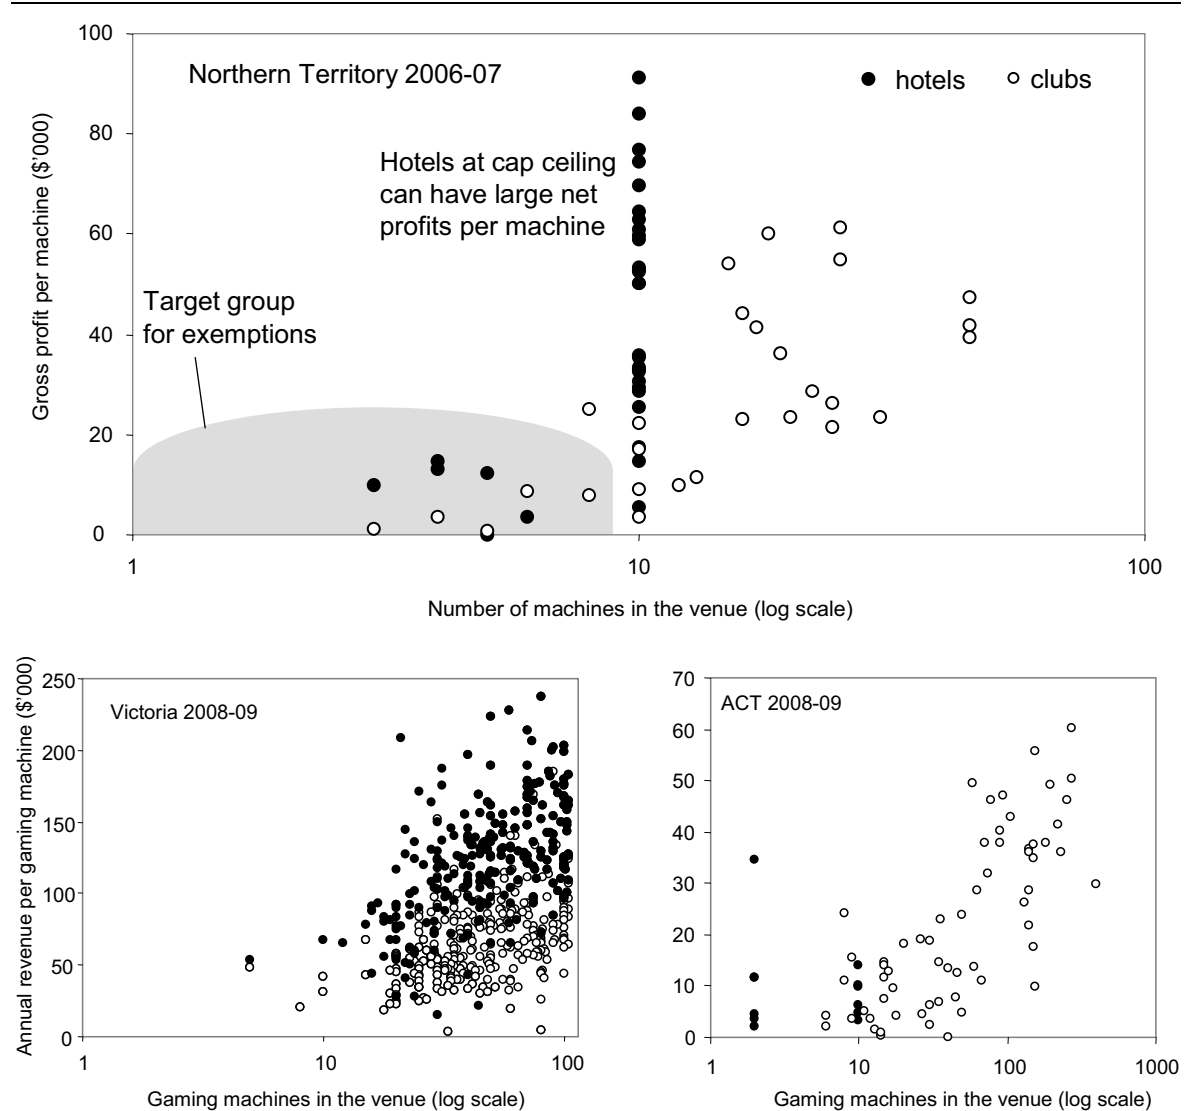 100
80
60
40
20
0
Gross profit per machine ($'000)
Northern Territory 2006-07
hotels
clubs
Hotels at cap ceiling
can have large net
profits per machine
Target group
for exemptions
1
10
100
Number of machines in the venue (log scale)
Annual revenue per gaming machine ($'000)
250
200
150
100
50
0
Victoria 2008-09
1
10
100
Gaming machines in the venue (log scale)
70
60
50
40
30
20
10
0
ACT 2008-09
1
10
100
1000
Gaming machines in the venue (log scale)